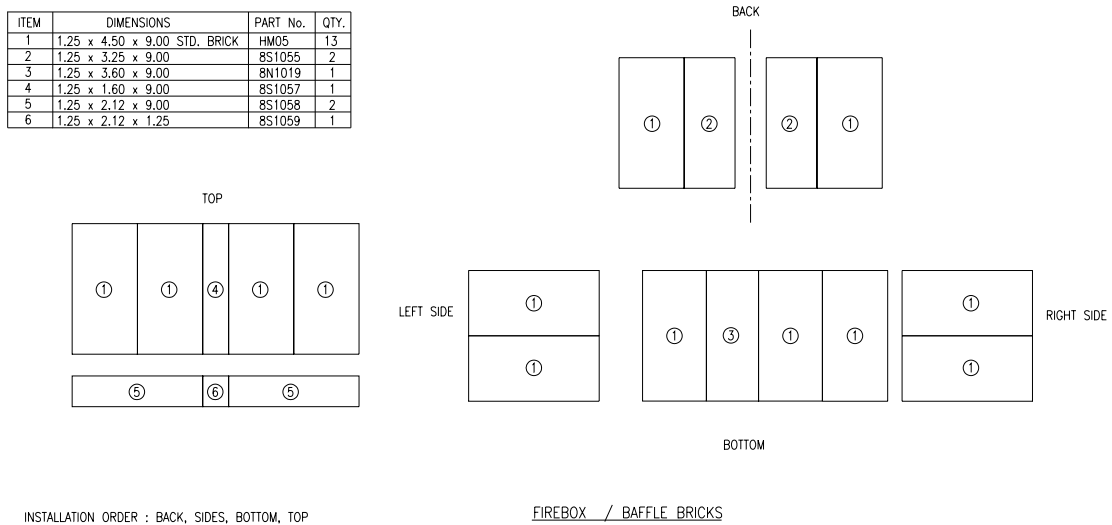 ITEM DIMENSIONS PART No. QTY.
1 1.25 x 4.50 x 9.00 STD. BRICK HM05 13
2 1.25 x 3.25 x 9.00 8S1055 2
3 1.25 x 3.60 x 9.00 8N1019 1
4 1.25 x 1.60 x 9.00 8S1057 1
5 1.25 x 2.12 x 9.00 8S1058 2
6 1.25 x 2.12 x 1.25 8S1059 1
BACK
1 2 2 1
TOP
1 1 4 1 1
5 6 5
LEFT SIDE
1
1
1 3 1 1
1
1
RIGHT SIDE
BOTTOM
INSTALLATION ORDER : BACK, SIDES, BOTTOM, TOP
FIREBOX / BAFFLE BRICKS